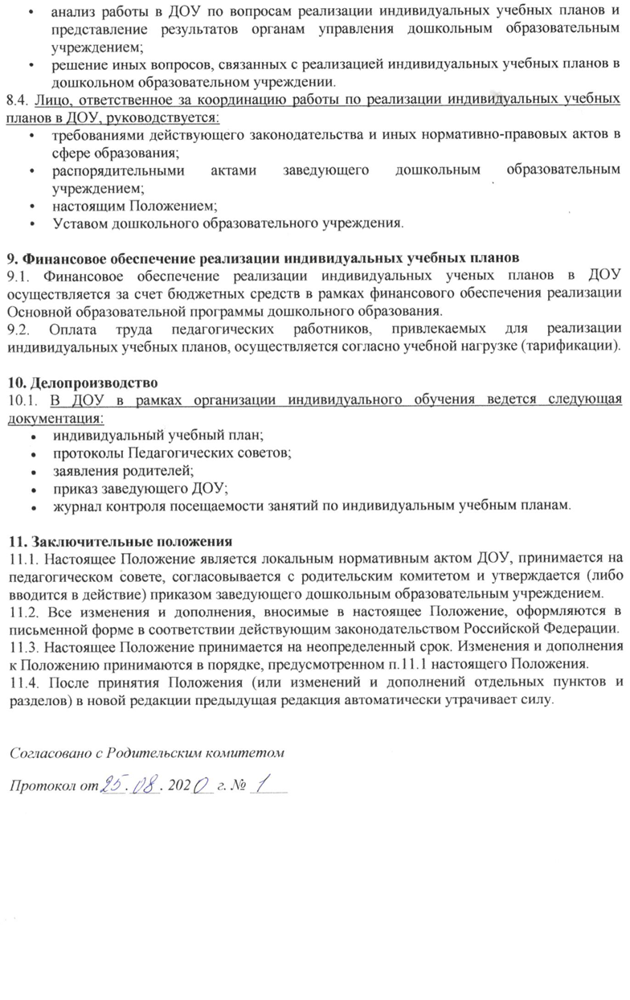 • анализ работы в ДОУ по вопросам реализации индивидуальных учебных планов и
представление результатов органам управления дошкольным образовательным
учреждением;
• решение иных вопросов, связанных с реализацией индивидуальных учебных планов в
дошкольном образовательном учреждении.
8.4. Лицо, ответственное за координацию работы по реализации индивидуальных учебных
планов в ДОУ, руководствуется:
• требованиями действующего законодательства и иных нормативно-правовых актов в
сфере образования;
• распорядительными актами заведующего дошкольным образовательным
учреждением;
• настоящим Положением;
• Уставом дошкольного образовательного учреждения.
9. Финансовое обеспечение реализации индивидуальных учебных планов
9.1. Финансовое обеспечение реализации индивидуальных ученых планов в ДОУ
осуществляется за счет бюджетных средств в рамках финансового обеспечения реализации
Основной образовательной программы дошкольного образования.
9.2. Оплата труда педагогических работников, привлекаемых для реализации
индивидуальных учебных планов, осуществляется согласно учебной нагрузке (тарификации).
10. Делопроизводство
10.1. В ДОУ в рамках организации индивидуального обучения ведется следующая
документация:
• индивидуальный учебный план;
• протоколы Педагогических советов;
• заявления родителей;
• приказ заведующего ДОУ;
• журнал контроля посещаемости занятий по индивидуальным учебным планам.
11. Заключительные положения
11.1. Настоящее Положение является локальным нормативным актом ДОУ, принимается на
педагогическом совете, согласовывается с родительским комитетом и утверждается (либо
вводится в действие) приказом заведующего дошкольным образовательным учреждением.
11.2. Все изменения и дополнения, вносимые в настоящее Положение, оформляются в
письменной форме в соответствии действующим законодательством Российской Федерации.
11.3. Настоящее Положение принимается на неопределенный срок. Изменения и дополнения
к Положению принимаются в порядке, предусмотренном п.11.1 настоящего Положения.
11.4. После принятия Положения (или изменений и дополнений отдельных пунктов и
разделов) в новой редакции предыдущая редакция автоматически утрачивает силу.
Согласовано с Родительским комитетом
Протокол от 25. 08. 2020 г. № 1